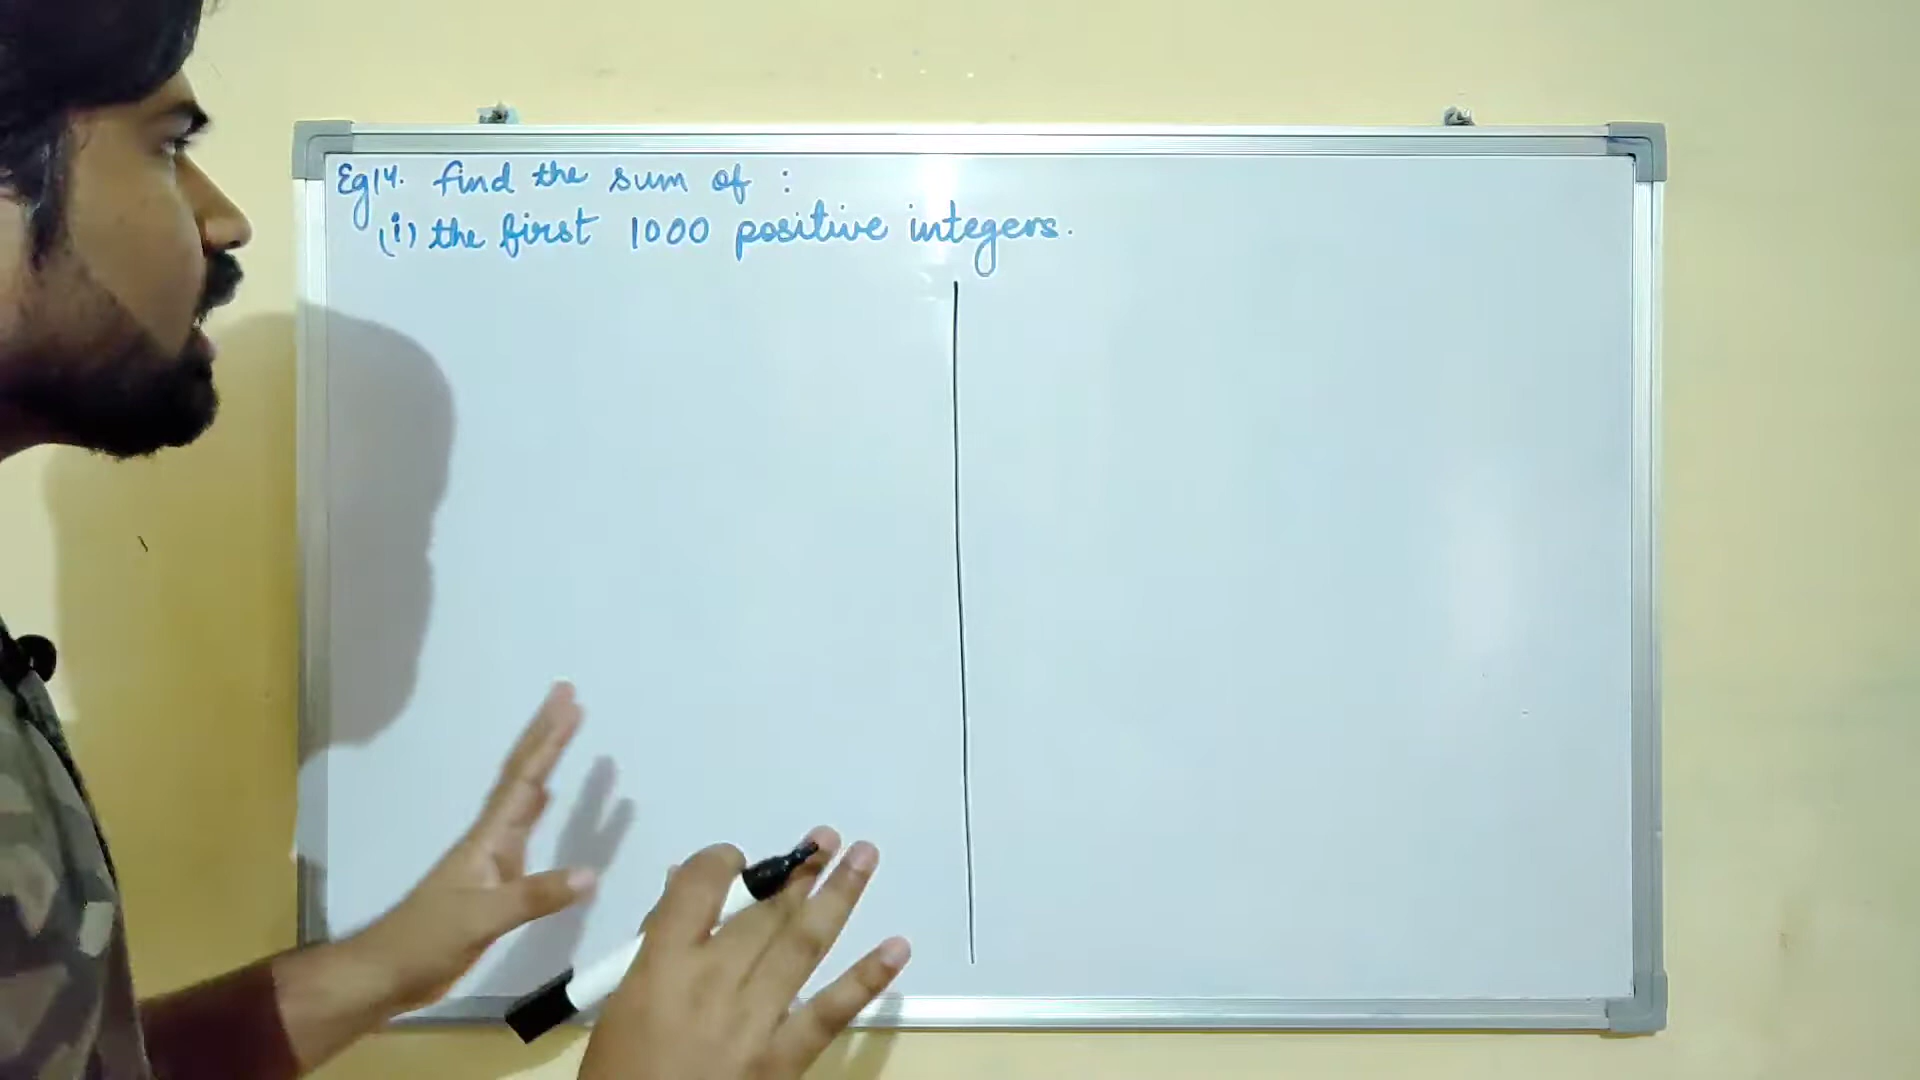 Eg14. find the sum of :
(i) the first 1000 positive integers.